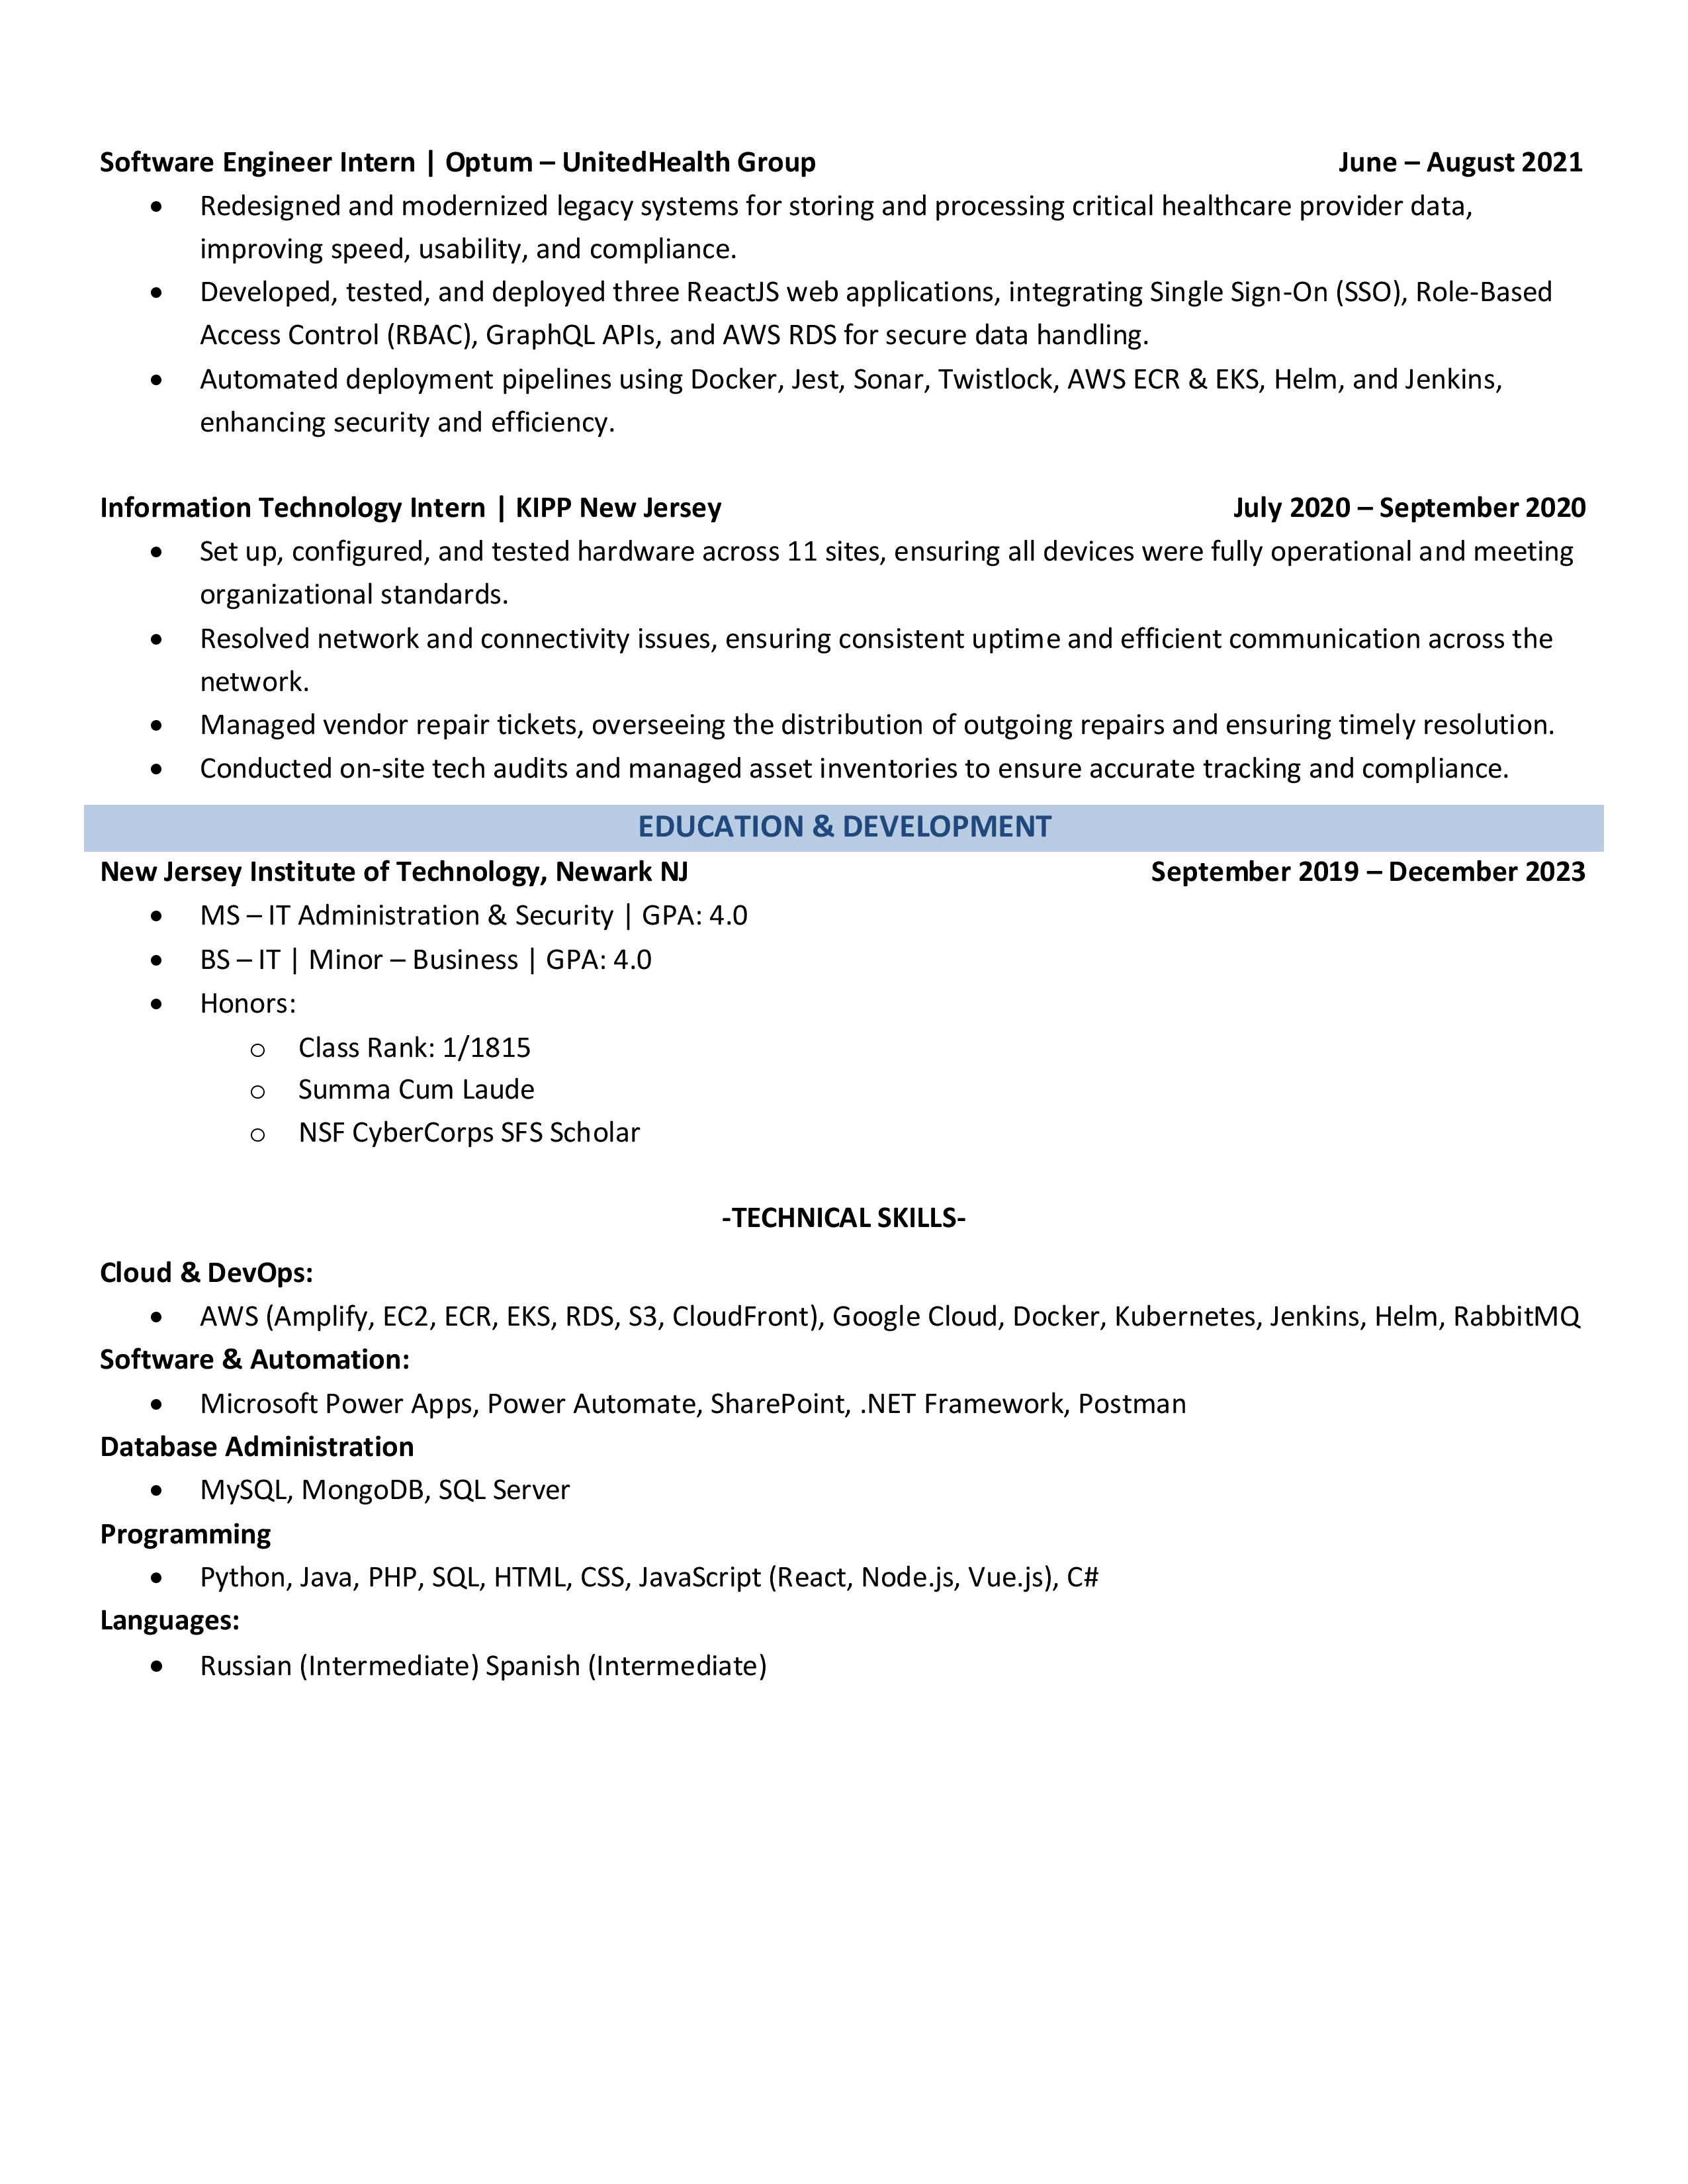 Software Engineer Intern | Optum – UnitedHealth Group June – August 2021
• Redesigned and modernized legacy systems for storing and processing critical healthcare provider data,
improving speed, usability, and compliance.
• Developed, tested, and deployed three ReactJS web applications, integrating Single Sign-On (SSO), Role-Based
Access Control (RBAC), GraphQL APIs, and AWS RDS for secure data handling.
• Automated deployment pipelines using Docker, Jest, Sonar, Twistlock, AWS ECR & EKS, Helm, and Jenkins,
enhancing security and efficiency.
Information Technology Intern | KIPP New Jersey July 2020 – September 2020
• Set up, configured, and tested hardware across 11 sites, ensuring all devices were fully operational and meeting
organizational standards.
• Resolved network and connectivity issues, ensuring consistent uptime and efficient communication across the
network.
• Managed vendor repair tickets, overseeing the distribution of outgoing repairs and ensuring timely resolution.
• Conducted on-site tech audits and managed asset inventories to ensure accurate tracking and compliance.
EDUCATION & DEVELOPMENT
New Jersey Institute of Technology, Newark NJ September 2019 – December 2023
• MS – IT Administration & Security | GPA: 4.0
• BS – IT | Minor – Business | GPA: 4.0
• Honors:
o Class Rank: 1/1815
o Summa Cum Laude
o NSF CyberCorps SFS Scholar
-TECHNICAL SKILLS-
Cloud & DevOps:
• AWS (Amplify, EC2, ECR, EKS, RDS, S3, CloudFront), Google Cloud, Docker, Kubernetes, Jenkins, Helm, RabbitMQ
Software & Automation:
• Microsoft Power Apps, Power Automate, SharePoint, .NET Framework, Postman
Database Administration
• MySQL, MongoDB, SQL Server
Programming
• Python, Java, PHP, SQL, HTML, CSS, JavaScript (React, Node.js, Vue.js), C#
Languages:
• Russian (Intermediate) Spanish (Intermediate)